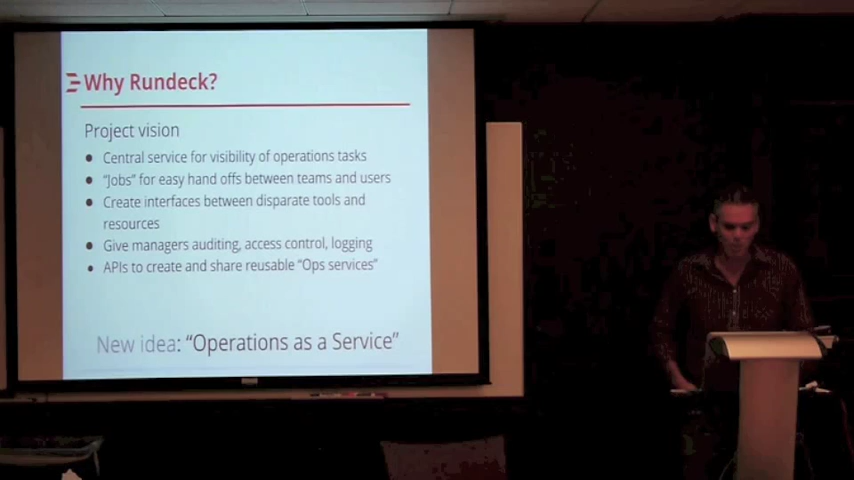 Why Rundeck?
Project vision
Central service for visibility of operations tasks
“Jobs” for easy hand offs between teams and users
Create interfaces between disparate tools and
resources
Give managers auditing, access control, logging
APIs to create and share reusable “Ops services”
New idea: “Operations as a Service”